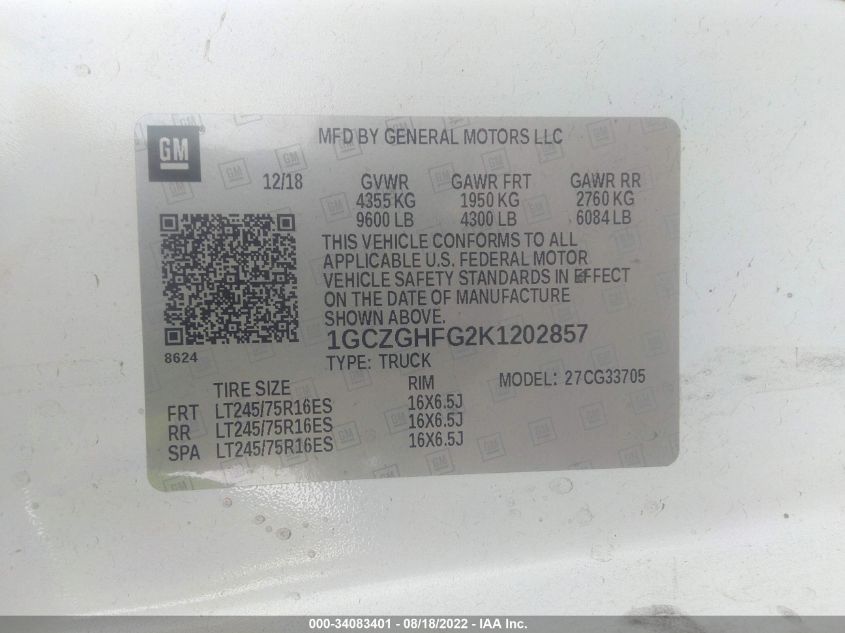 GM
MFD BY GENERAL MOTORS LLC
12/18 GVWR GAWR FRT GAWR RR
4355 KG 1950 KG 2760 KG
9600 LB 4300 LB 6084 LB
THIS VEHICLE CONFORMS TO ALL
APPLICABLE U.S. FEDERAL MOTOR
VEHICLE SAFETY STANDARDS IN EFFECT
ON THE DATE OF MANUFACTURE
SHOWN ABOVE.
1GCZGHFG2K1202857
8624
TYPE: TRUCK
TIRE SIZE RIM MODEL: 27CG33705
FRT LT245/75R16ES 16X6.5J
RR LT245/75R16ES 16X6.5J
SPA LT245/75R16ES 16X6.5J
000-34083401 - 08/18/2022 - IAA Inc.